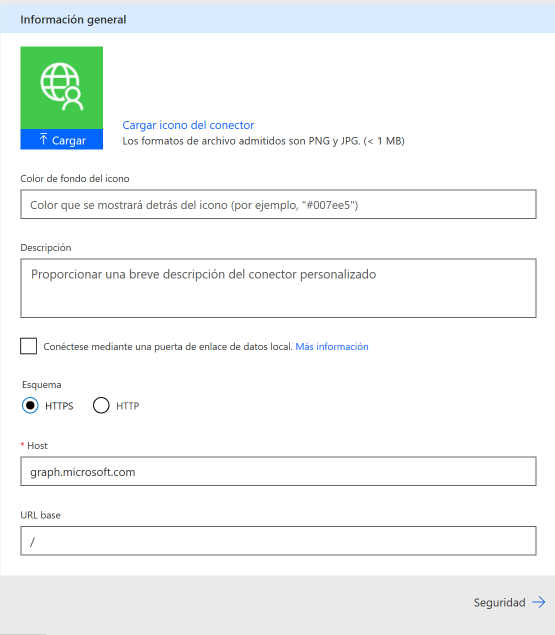 Información general
Cargar
Cargar icono del conector
Los formatos de archivo admitidos son PNG y JPG. (< 1 MB)
Color de fondo del icono
Color que se mostrará detrás del icono (por ejemplo, "#007ee5")
Descripción
Proporcionar una breve descripción del conector personalizado
Conéctese mediante una puerta de enlace de datos local. Más información
Esquema
HTTPS HTTP
* Host
graph.microsoft.com
URL base
/
Seguridad